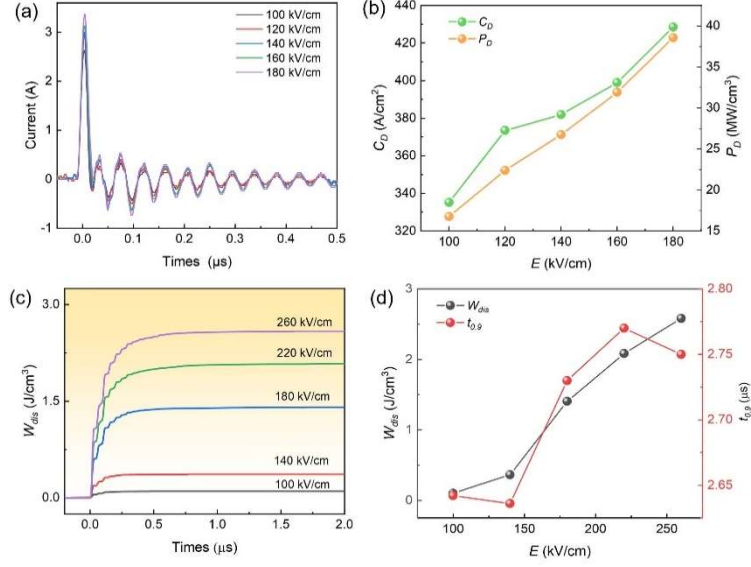 (a)
100 kV/cm
120 kV/cm
140 kV/cm
160 kV/cm
180 kV/cm
Current (A)
3
2
1
0
-1
0.0 0.1 0.2 0.3 0.4 0.5
Times (μs)
(b)
C_D
P_D
C_D (A/cm²)
440
420
400
380
360
340
320
P_D (MW/cm³)
40
35
30
25
20
15
100 120 140 160 180
E (kV/cm)
(c)
260 kV/cm
220 kV/cm
180 kV/cm
140 kV/cm
100 kV/cm
W_dis (J/cm³)
3.0
1.5
0.0
0.0 0.5 1.0 1.5 2.0
Times (μs)
(d)
W_dis
t_0.9
W_dis (J/cm³)
3
2
1
0
t_0.9 (μs)
2.80
2.75
2.70
2.65
100 150 200 250
E (kV/cm)